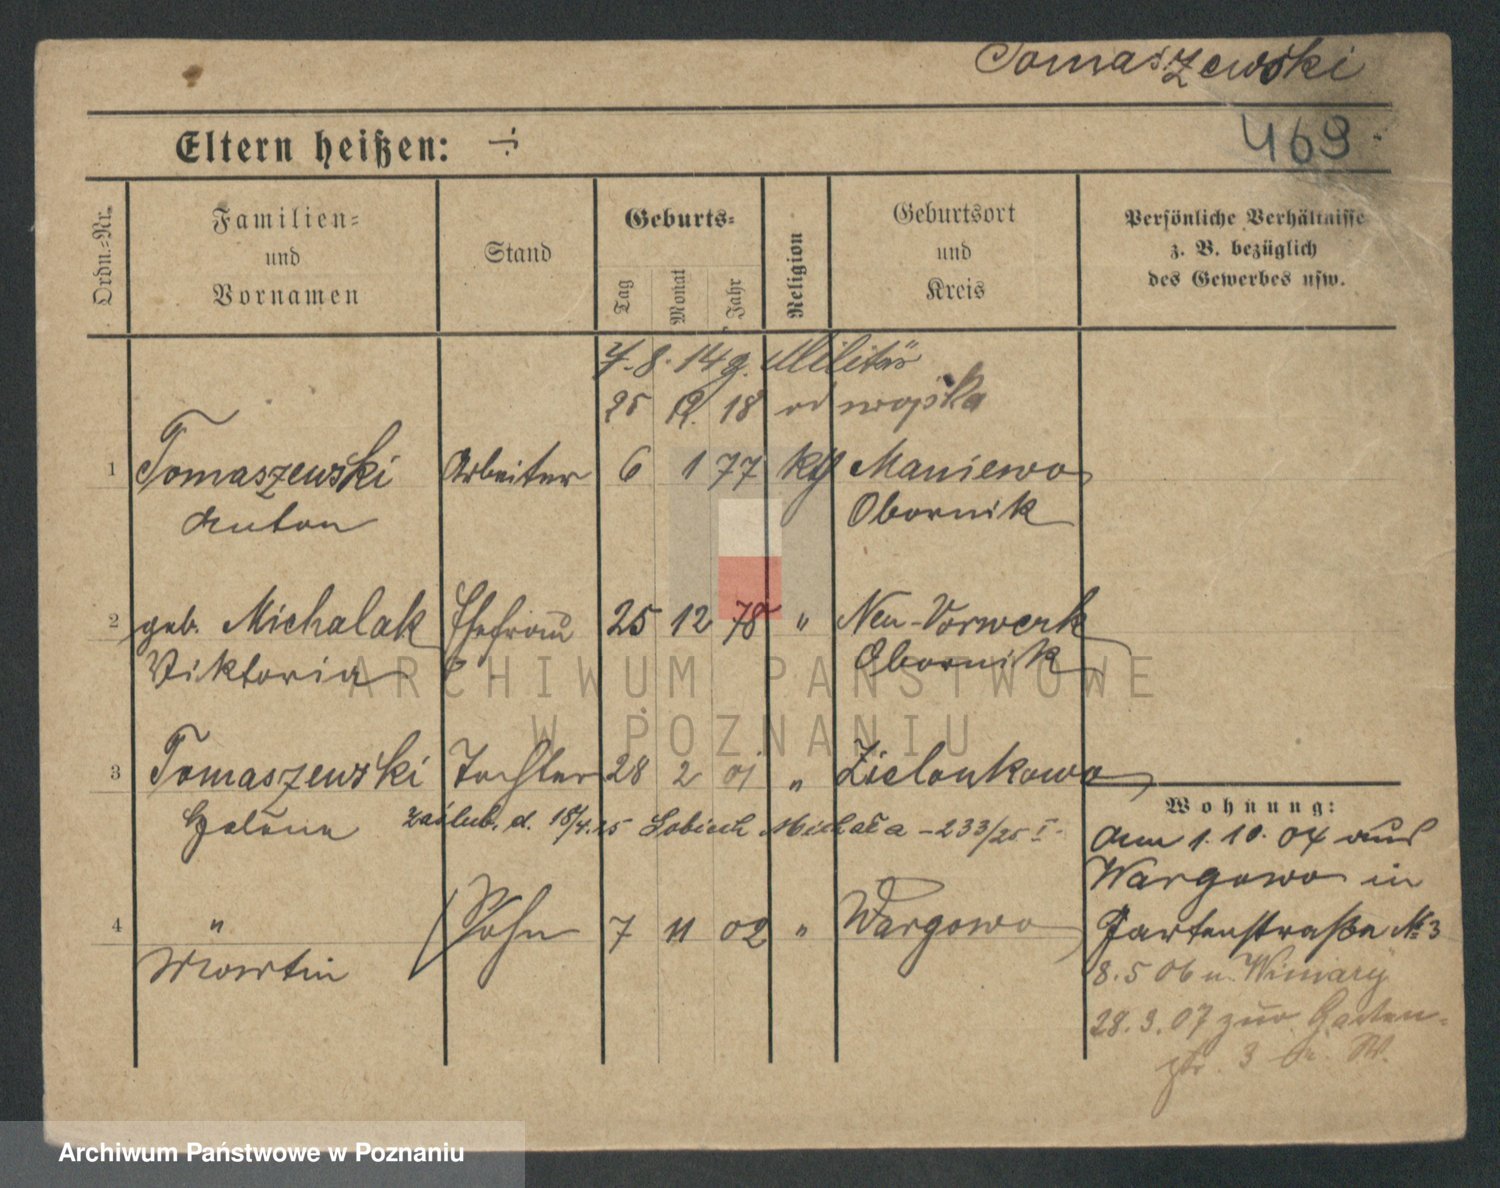 Tomaszewski
469.
Eltern heißen: ·/·
Ordn.-Nr.
Familien-
und
Vornamen
Stand
Geburts-
Tag
Monat
Jahr
Religion
Geburtsort
und
Kreis
Persönliche Verhältnisse
z. B. bezüglich
des Gewerbes usw.
4. 8. 14 z. Militär
25 12. 18 od wojska
1 Tomaszewski Arbeiter 6 1 77 kg Maniewo
Anton Obornik
2 geb. Michalak Ehefrau 25 12 78 " Neu-Vorwerk
Viktoria Obornik
3 Tomaszewski Tochter 28 2 01 " Zielonkowo
Helene zaślub. d. 18/4.25 Sobiech Michała - 233/25 I.
4 " Sohn 7 11 02 " Wargowo
Martin
Wohnung:
Am 1. 10. 04 aus
Wargowo in
Gartenstraße № 3
8. 5 06 n. Winiary
28. 3. 07 zur Garten-
str. 3
ARCHIWUM PAŃSTWOWE
W POZNANIU
Archiwum Państwowe w Poznaniu